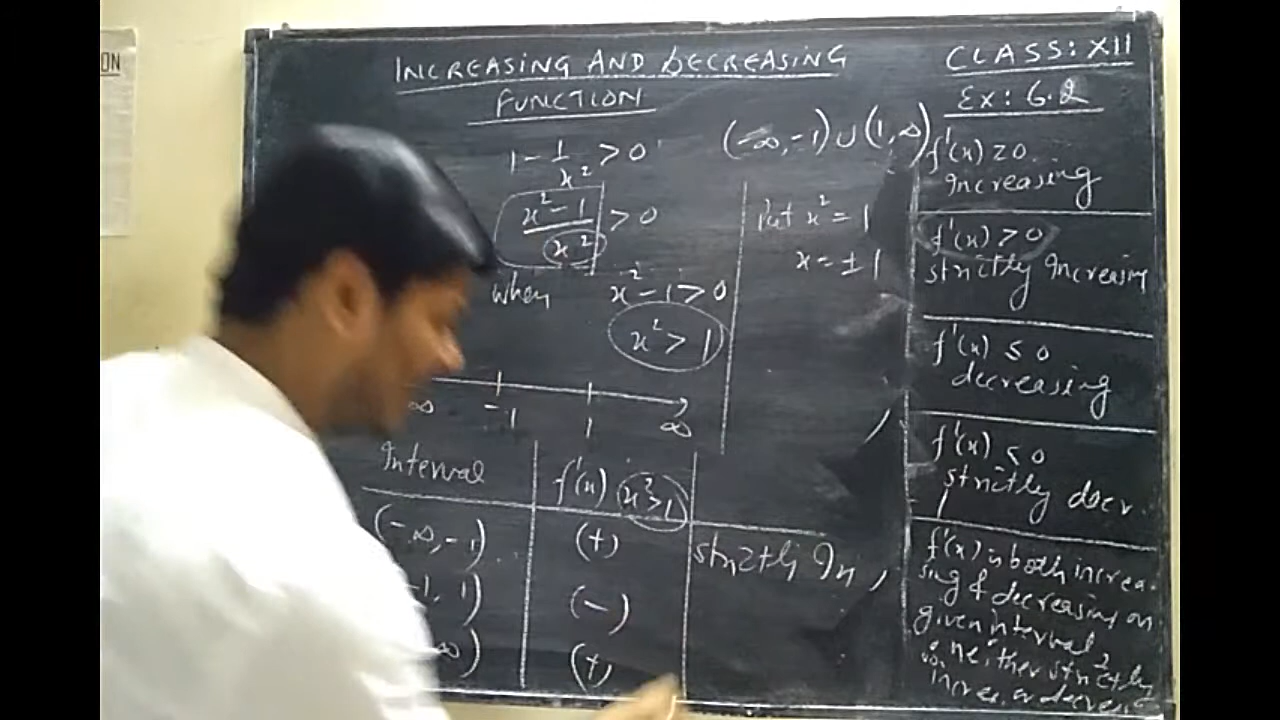 ON
INCREASING AND DECREASING
FUNCTION
CLASS: XII
Ex: 6.2
1 - 1/x² > 0
(-∞, -1) ∪ (1, ∞)
x² - 1/x² > 0
when x² - 1 > 0
x² > 1
Put x² = 1
x = ± 1
∞ -1 1 ∞
Interval f'(x) x² > 1
(-∞, -1) (+) strictly In
-1, 1) (-)
∞) (+)
f'(x) ≥ 0
Increasing
f'(x) > 0
strictly Increasing
f'(x) ≤ 0
decreasing
f'(x) < 0
strictly decr
f'(x) is both increa-
sing & decreasing on
given interval
neither strictly
increa. or decreas